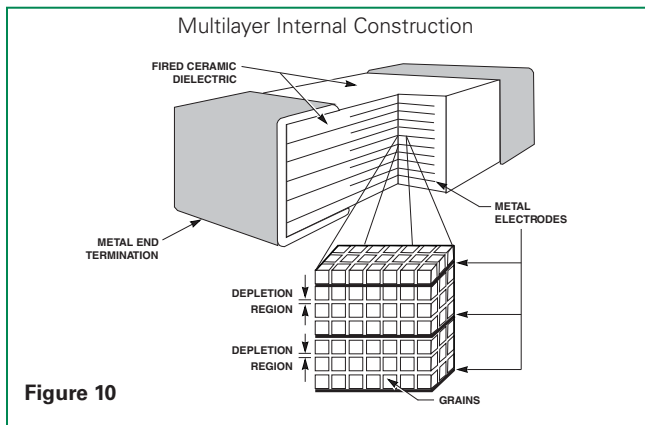 Multilayer Internal Construction
FIRED CERAMIC
DIELECTRIC
METAL
ELECTRODES
METAL END
TERMINATION
DEPLETION
REGION
DEPLETION
REGION
GRAINS
Figure 10